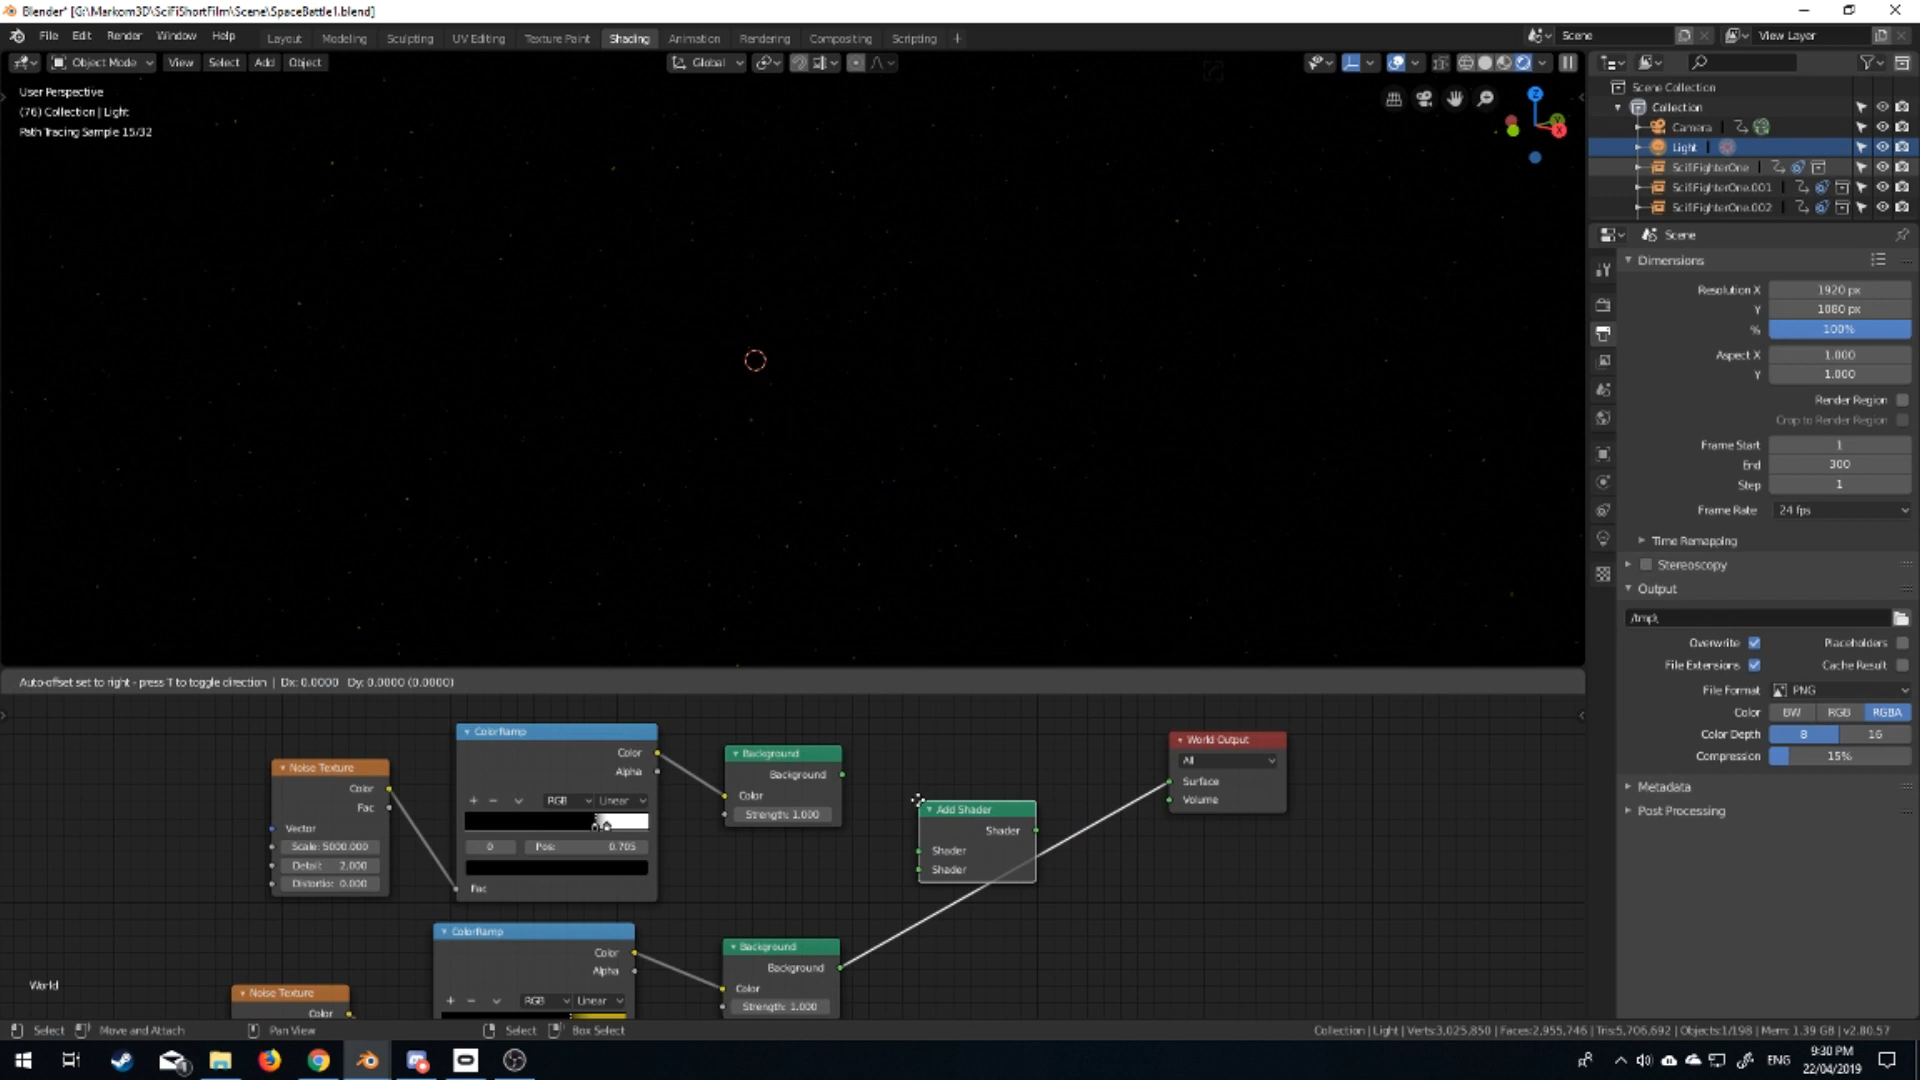 Blender* [G:\Markom3D\SciFiShortFilm\Scene\SpaceBattle1.blend]
File Edit Render Window Help
Layout Modeling Sculpting UV Editing Texture Paint Shading Animation Rendering Compositing Scripting +
Scene
View Layer
Object Mode View Select Add Object
Global
User Perspective
(76) Collection | Light
Path Tracing Sample 15/32
Z
Y
X
Scene Collection
Collection
Camera
Light
ScifiFighterOne
ScifiFighterOne.001
ScifiFighterOne.002
Scene
Dimensions
Resolution X 1920 px
Y 1080 px
% 100%
Aspect X 1.000
Y 1.000
Render Region
Crop to Render Region
Frame Start 1
End 300
Step 1
Frame Rate 24 fps
Time Remapping
Stereoscopy
Output
/tmp\
Overwrite
Placeholders
File Extensions
Cache Result
File Format PNG
Color BW RGB RGBA
Color Depth 8 16
Compression 15%
Metadata
Post Processing
Auto-offset set to right - press T to toggle direction | Dx: 0.0000 Dy: 0.0000 (0.0000)
Noise Texture
Color
Fac
Vector
Scale: 5000.000
Detail: 2.000
Distortio: 0.000
ColorRamp
Color
Alpha
RGB Linear
0 Pos: 0.705
Fac
Background
Background
Color
Strength: 1.000
Add Shader
Shader
Shader
Shader
World Output
All
Surface
Volume
ColorRamp
Color
Alpha
RGB Linear
Background
Background
Color
Strength: 1.000
Noise Texture
Color
World
Select Move and Attach Pan View Select Box Select
Collection | Light | Verts:3,025,850 | Faces:2,955,746 | Tris:5,706,692 | Objects:1/198 | Mem: 1.39 GB | v2.80.57
ENG
9:30 PM
22/04/2019